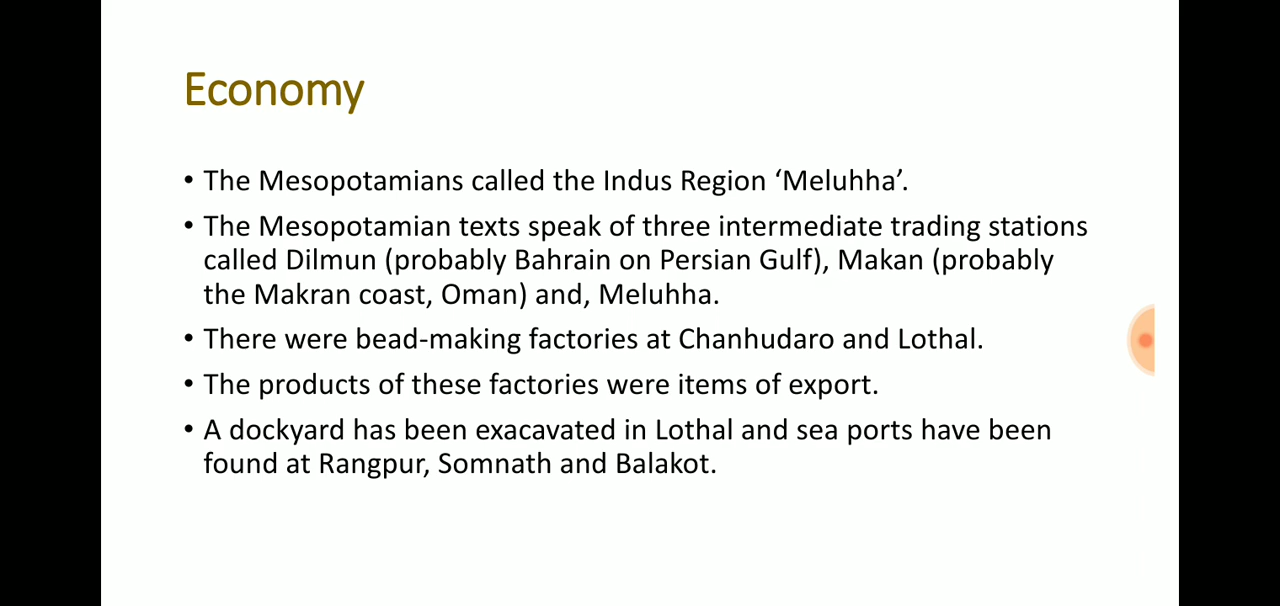 Economy
• The Mesopotamians called the Indus Region ‘Meluhha’.
• The Mesopotamian texts speak of three intermediate trading stations
called Dilmun (probably Bahrain on Persian Gulf), Makan (probably
the Makran coast, Oman) and, Meluhha.
• There were bead-making factories at Chanhudaro and Lothal.
• The products of these factories were items of export.
• A dockyard has been exacavated in Lothal and sea ports have been
found at Rangpur, Somnath and Balakot.